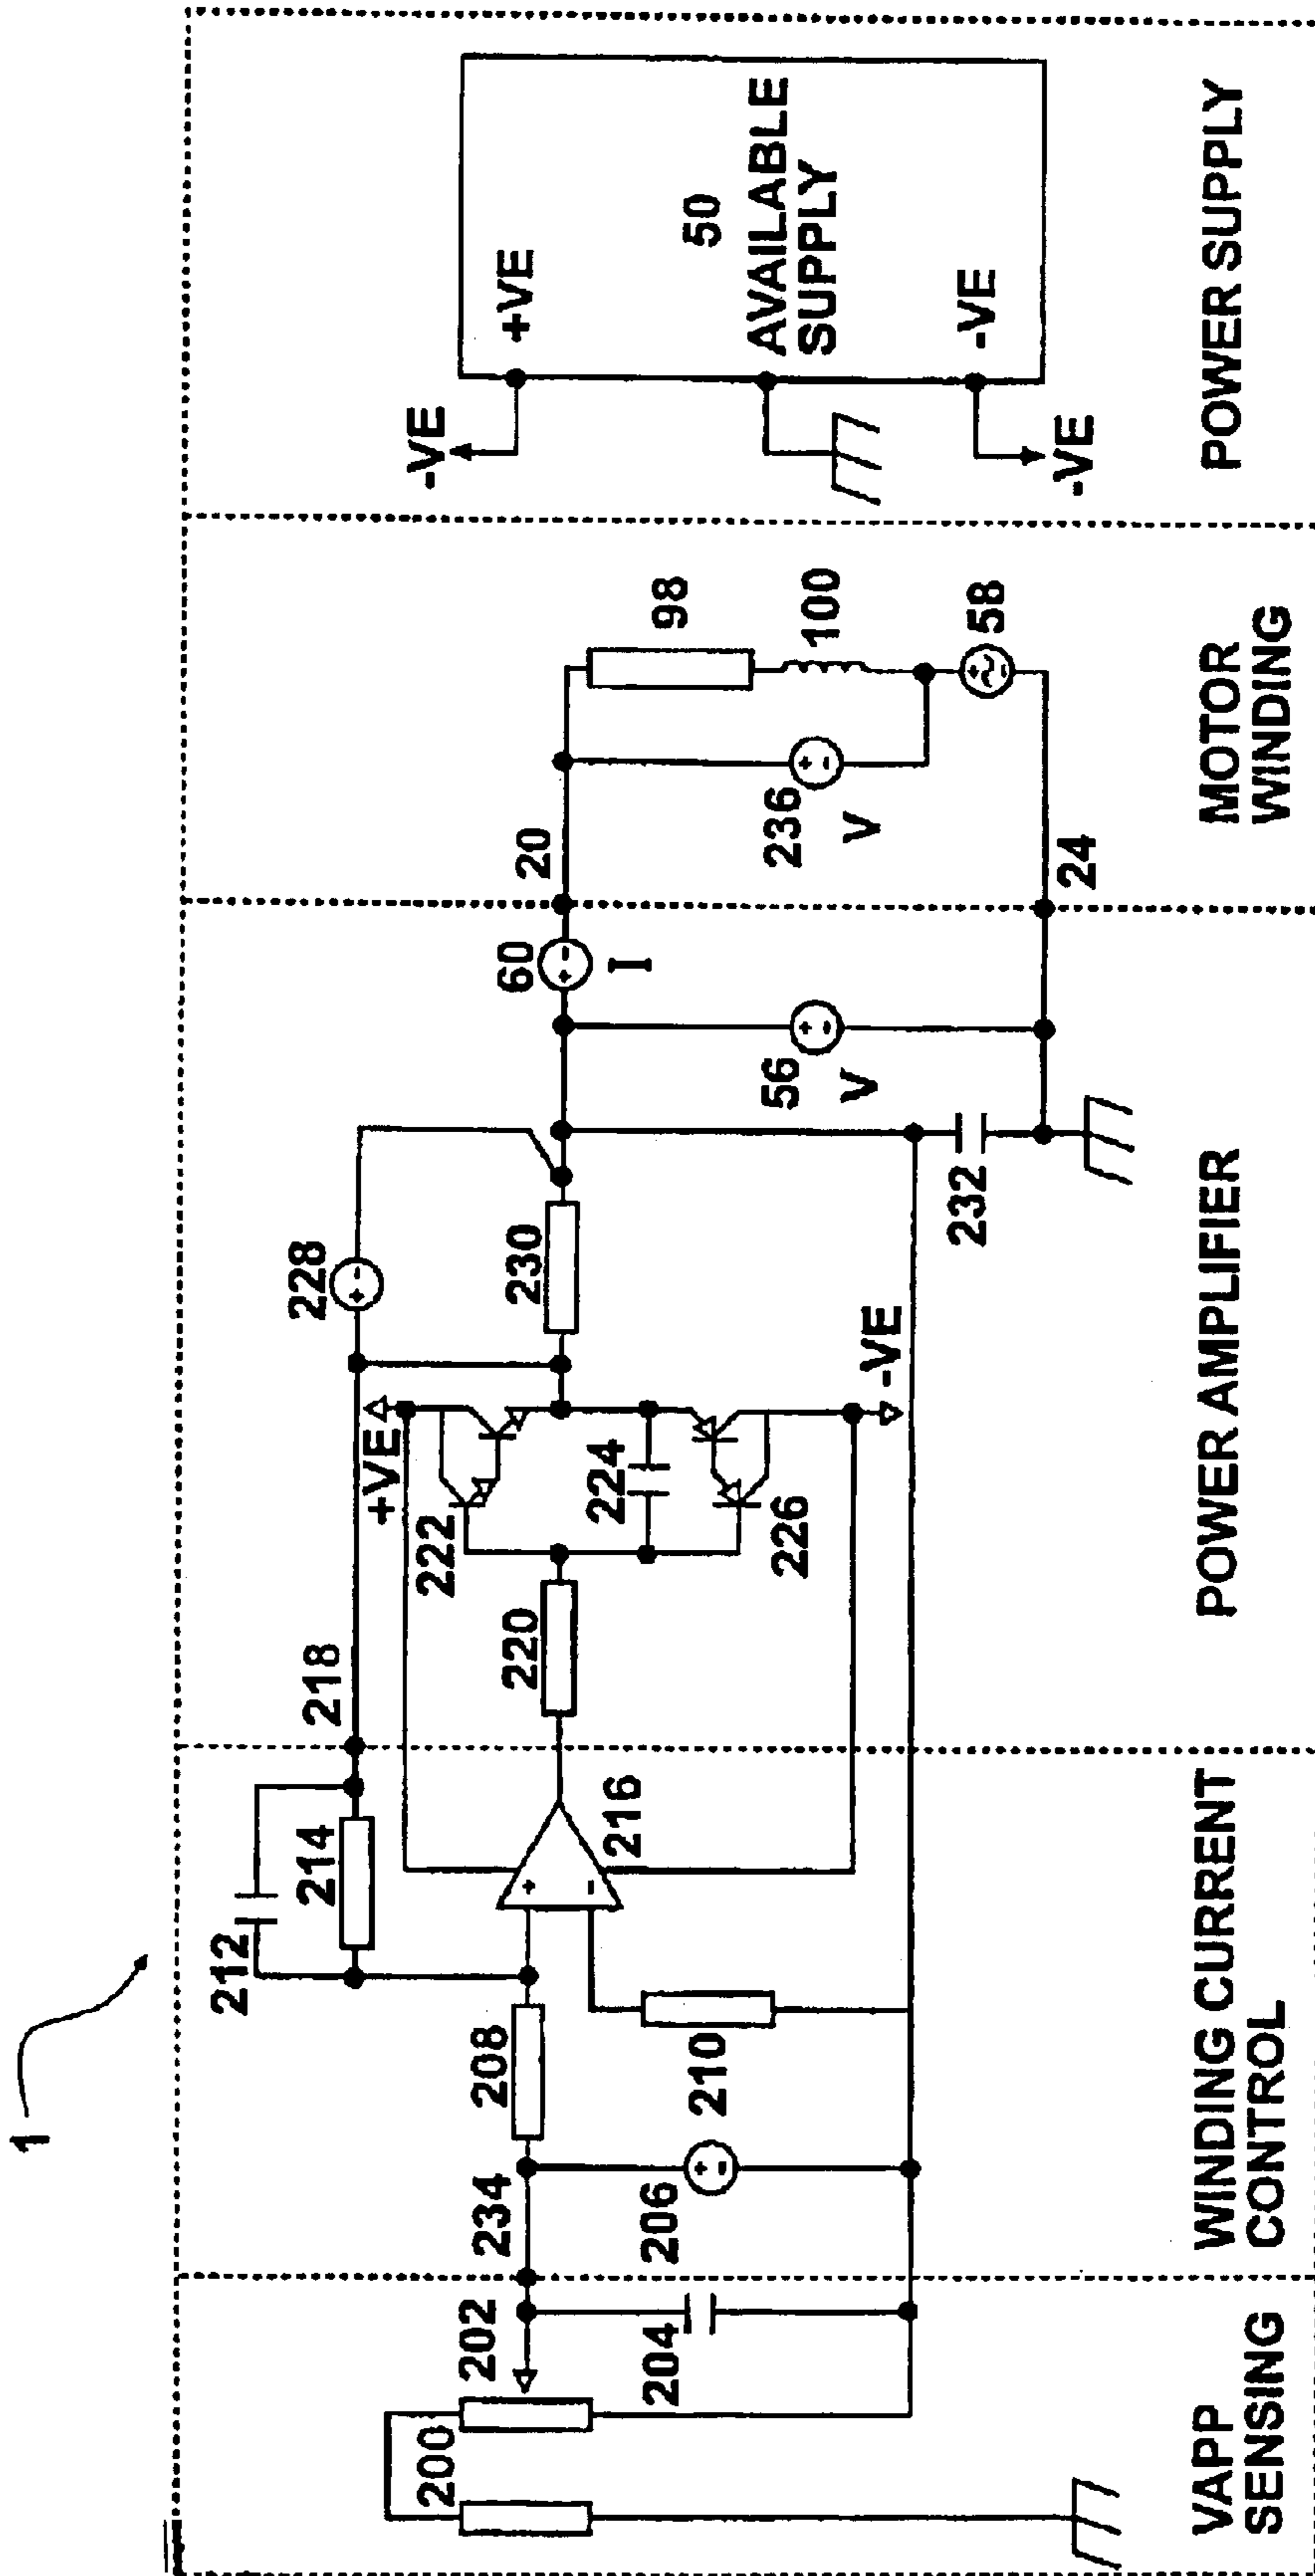 1
212
214
218
228
-VE
+VE
50
AVAILABLE
SUPPLY
-VE
-VE
+VE
222
224
226
220
230
-VE
60
I
20
98
100
58
236
V
56
V
24
232
216
+
-
208
210
234
206
202
204
200
VAPP
SENSING
WINDING CURRENT
CONTROL
POWER AMPLIFIER
MOTOR
WINDING
POWER SUPPLY